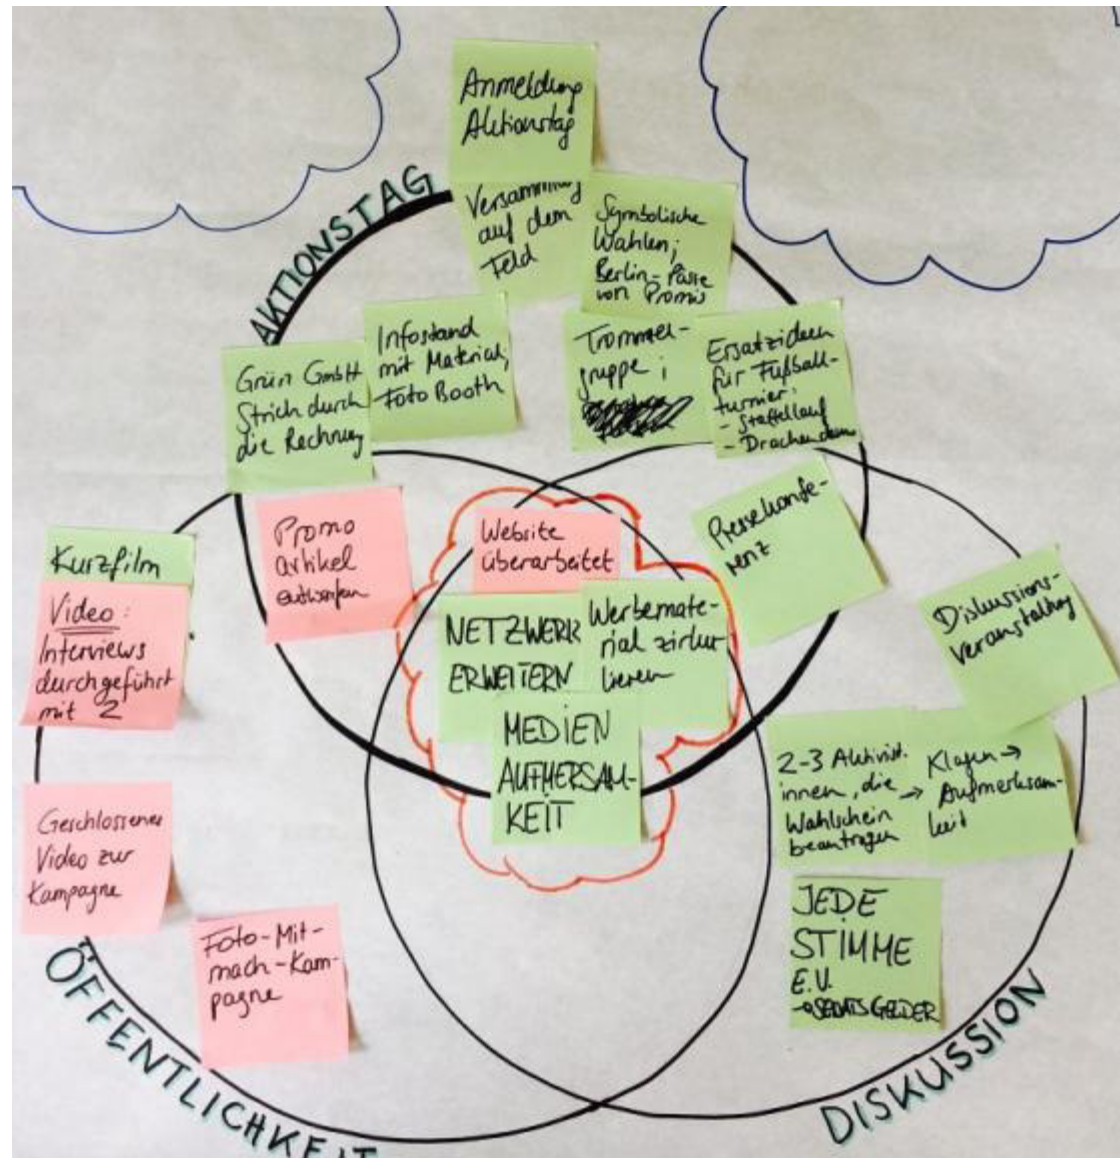 Anmeldung
Aktionstag
AKTIONSTAG
Versammlung
auf dem
Feld
Symbolische
Wahlen;
Berlin-Pässe
von Promis
Infostand
mit Material;
Foto Booth
Trommel-
gruppe;
Ersatzideen
für Fußball-
turnier:
- Staffellauf
- Drachen
Grün GmbH
Strich durch
die Rechnung
Promo
artikel
entworfen
Website
überarbeitet
Pressekonfe-
renz
Kurzfilm
Video:
Interviews
durchgeführt
mit 2
NETZWERK
ERWEITERN
Werbemate-
rial zirku-
lieren
MEDIEN
AUFMERSAM-
KEIT
Diskussions-
veranstaltung
2-3 Aktivist.
innen, die →
Wahlschein
beantragen
Klagen →
Aufmerksam-
keit
Geschlossenes
Video zur
Kampagne
Foto-Mit-
mach-Kam-
pagne
JEDE
STIMME
E.V.
ÖFFENTLICHKEIT
DISKUSSION